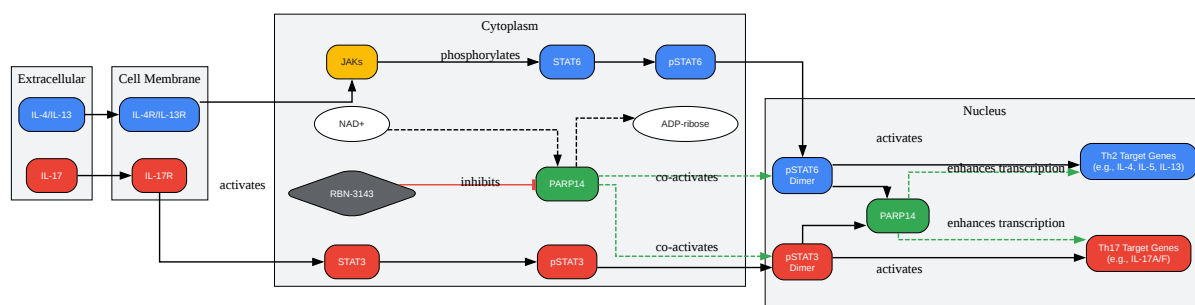 Cytoplasm
Extracellular
Cell Membrane
JAKs
phosphorylates
STAT6
pSTAT6
IL-4/IL-13
IL-4R/IL-13R
NAD+
ADP-ribose
Nucleus
activates
Th2 Target Genes
(e.g., IL-4, IL-5, IL-13)
enhances transcription
IL-17
IL-17R
activates
RBN-3143
inhibits
PARP14
co-activates
pSTAT6
Dimer
PARP14
enhances transcription
co-activates
STAT3
pSTAT3
pSTAT3
Dimer
activates
Th17 Target Genes
(e.g., IL-17A/F)